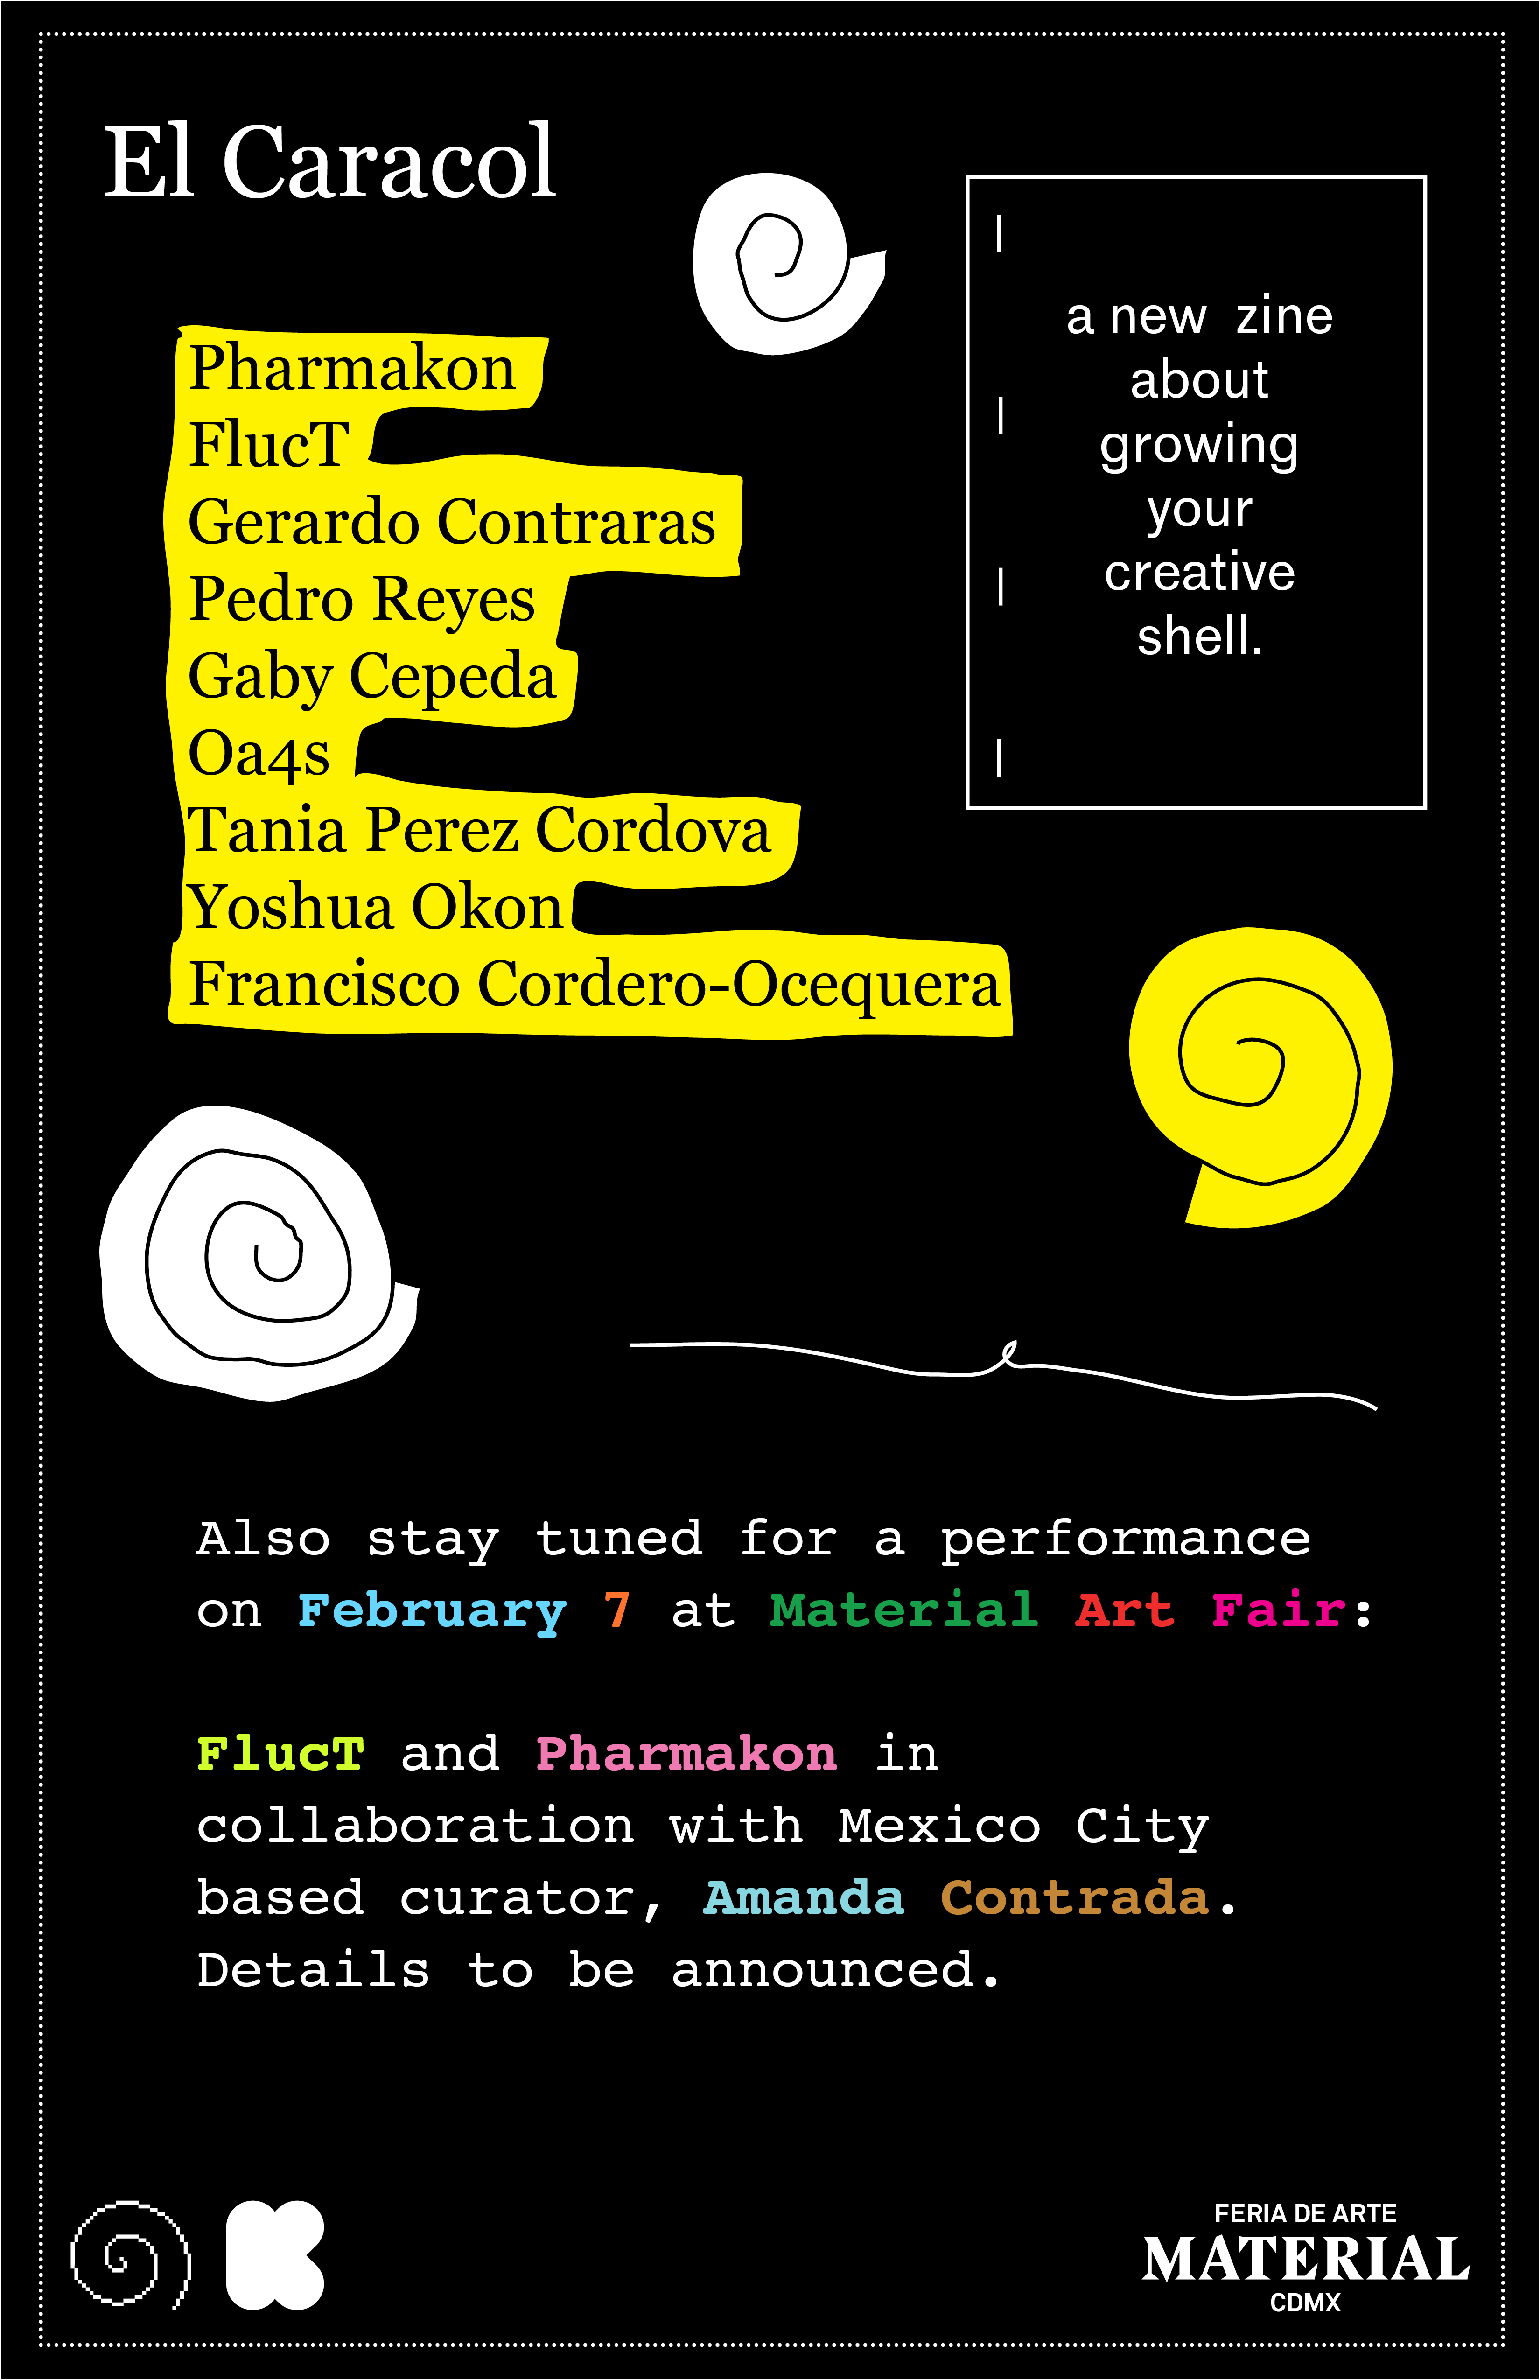 El Caracol
Pharmakon
FlucT
Gerardo Contraras
Pedro Reyes
Gaby Cepeda
Oa4s
Tania Perez Cordova
Yoshua Okon
Francisco Cordero-Ocequera
a new zine
about
growing
your
creative
shell.
Also stay tuned for a performance
on February 7 at Material Art Fair:
FlucT and Pharmakon in
collaboration with Mexico City
based curator, Amanda Contrada.
Details to be announced.
K
FERIA DE ARTE
MATERIAL
CDMX